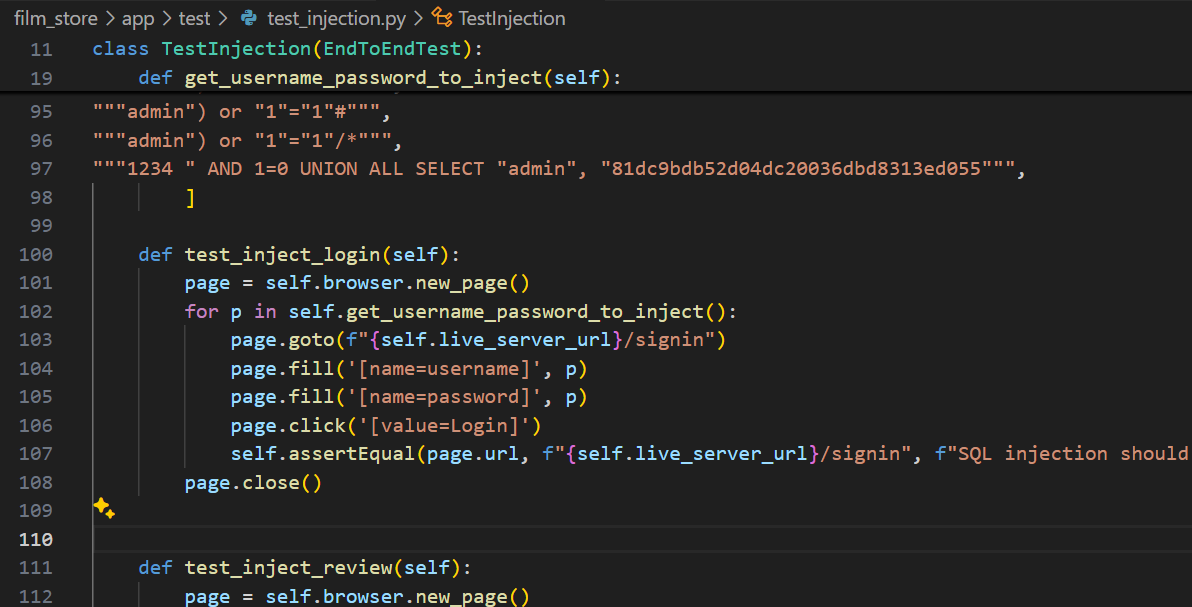 film_store > app > test > test_injection.py > TestInjection
11 class TestInjection(EndToEndTest):
19     def get_username_password_to_inject(self):
95 """admin") or "1"="1"#""",
96 """admin") or "1"="1"/*""",
97 """1234 " AND 1=0 UNION ALL SELECT "admin", "81dc9bdb52d04dc20036dbd8313ed055""",
98         ]
99
100     def test_inject_login(self):
101         page = self.browser.new_page()
102         for p in self.get_username_password_to_inject():
103             page.goto(f"{self.live_server_url}/signin")
104             page.fill('[name=username]', p)
105             page.fill('[name=password]', p)
106             page.click('[value=Login]')
107             self.assertEqual(page.url, f"{self.live_server_url}/signin", f"SQL injection should
108         page.close()
109
110
111     def test_inject_review(self):
112         page = self.browser.new_page()